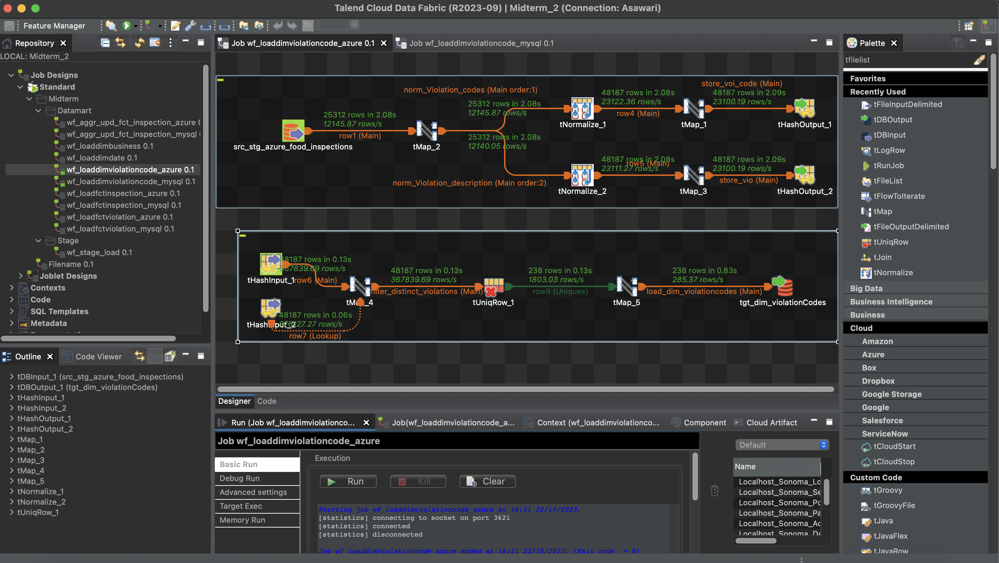 Talend Cloud Data Fabric (R2023-09) | Midterm_2 (Connection: Asawari)
Feature Manager
Repository
LOCAL: Midterm_2
Job Designs
Standard
Midterm
Datamart
wf_aggr_upd_fct_inspection_azure
wf_aggr_upd_fct_inspection_mysql
wf_loaddimbusiness 0.1
wf_loaddimdate 0.1
wf_loaddimviolationcode_azure 0.1
wf_loaddimviolationcode_mysql 0.1
wf_loadfctinspection_azure 0.1
wf_loadfctinspection_mysql 0.1
wf_loadfctviolation_azure 0.1
wf_loadfctviolation_mysql 0.1
Stage
wf_stage_load 0.1
Filename 0.1
Joblet Designs
Contexts
Code
SQL Templates
Metadata
Outline
Code Viewer
tDBInput_1 (src_stg_azure_food_inspections)
tDBOutput_1 (tgt_dim_violationCodes)
tHashInput_1
tHashInput_2
tHashOutput_1
tHashOutput_2
tMap_1
tMap_2
tMap_3
tMap_4
tMap_5
tNormalize_1
tNormalize_2
tUniqRow_1
Job wf_loaddimviolationcode_azure 0.1
Job wf_loaddimviolationcode_mysql 0.1
norm_Violation_codes (Main order:1)
store_voi_code (Main)
48187 rows in 2.08s
23122.36 rows/s
row4 (Main)
48187 rows in 2.09s
23100.19 rows/s
25312 rows in 2.08s
12145.87 rows/s
25312 rows in 2.08s
12145.87 rows/s
row1 (Main)
tNormalize_1
tMap_1
tHashOutput_1
src_stg_azure_food_inspections
tMap_2
25312 rows in 2.08s
12140.05 rows/s
48187 rows in 2.08s
row5 (Main)
23111.27 rows/s
48187 rows in 2.09s
23100.19 rows/s
norm_Violation_description (Main order:2)
store_vio (Main)
tNormalize_2
tMap_3
tHashOutput_2
48187 rows in 0.13s
367839.69 rows/s
tHashInput_1
row6 (Main)
48187 rows in 0.13s
367839.69 rows/s
filter_distinct_violations (Main)
238 rows in 0.13s
1803.03 rows/s
row8 (Uniques)
238 rows in 0.83s
285.37 rows/s
load_dim_violationcodes (Main)
tMap_4
tUniqRow_1
tMap_5
tgt_dim_violationCodes
48187 rows in 0.06s
876127.27 rows/s
tHashInput_2
row7 (Lookup)
Designer
Code
Run (Job wf_loaddimviolationco...
Job(wf_loaddimviolationcode_a...
Context (wf_loaddimviolationco...
Component
Cloud Artifact
Job wf_loaddimviolationcode_azure
Basic Run
Debug Run
Advanced settings
Target Exec
Memory Run
Execution
Run
Kill
Clear
Starting job wf_loaddimviolationcode_azure at 16:21 22/10/2023.
[statistics] connecting to socket on port 3621
[statistics] connected
[statistics] disconnected
Job wf_loaddimviolationcode_azure ended at 16:21 22/10/2023. [Exit code  = 0]
Default
Name
Localhost_Sonoma_Lo
Localhost_Sonoma_Se
Localhost_Sonoma_Po
Localhost_Sonoma_Pa
Localhost_Sonoma_Ad
Localhost_Sonoma_Da
Palette
tfilelist
Favorites
Recently Used
tFileInputDelimited
tDBOutput
tDBInput
tLogRow
tRunJob
tFileList
tFlowToIterate
tMap
tFileOutputDelimited
tUniqRow
tJoin
tNormalize
Big Data
Business Intelligence
Business
Cloud
Amazon
Azure
Box
Dropbox
Google Storage
Google
Salesforce
ServiceNow
tCloudStart
tCloudStop
Custom Code
tGroovy
tGroovyFile
tJava
tJavaFlex
tJavaRow